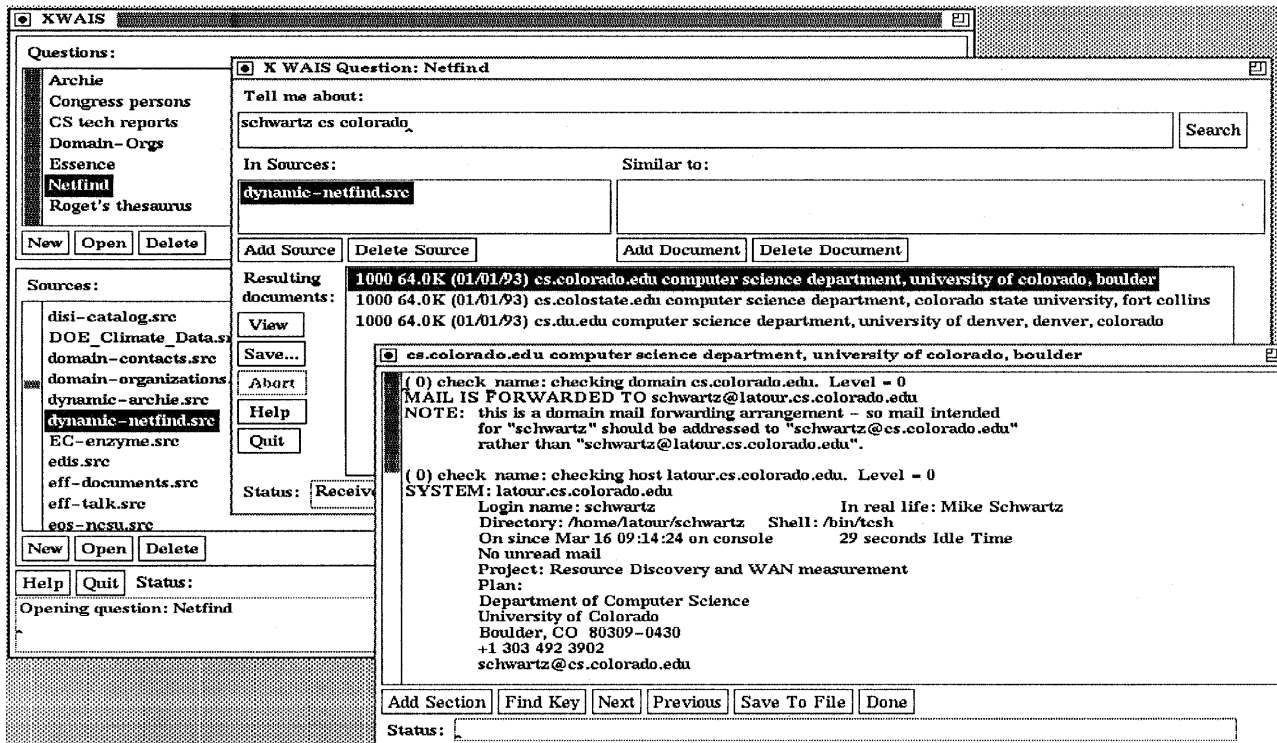 XWAIS
Questions:
Archie
Congress persons
CS tech reports
Domain-Orgs
Essence
Netfind
Roget's thesaurus
New Open Delete
Sources:
disi-catalog.src
DOE_Climate_Data.sr
domain-contacts.src
domain-organizations.
dynamic-archie.src
dynamic-netfind.src
EC-enzyme.src
edis.src
eff-documents.src
eff-talk.src
eos-ncsu.src
New Open Delete
Help Quit Status:
Opening question: Netfind
X WAIS Question: Netfind
Tell me about:
schwartz cs colorado
Search
In Sources: Similar to:
dynamic-netfind.src
Add Source Delete Source Add Document Delete Document
Resulting documents:
1000 64.0K (01/01/93) cs.colorado.edu computer science department, university of colorado, boulder
1000 64.0K (01/01/93) cs.colostate.edu computer science department, colorado state university, fort collins
1000 64.0K (01/01/93) cs.du.edu computer science department, university of denver, denver, colorado
View
Save...
Abort
Help
Quit
Status: Receive
cs.colorado.edu computer science department, university of colorado, boulder
( 0) check_name: checking domain cs.colorado.edu. Level = 0
MAIL IS FORWARDED TO schwartz@latour.cs.colorado.edu
NOTE: this is a domain mail forwarding arrangement - so mail intended
for "schwartz" should be addressed to "schwartz@cs.colorado.edu"
rather than "schwartz@latour.cs.colorado.edu".
( 0) check_name: checking host latour.cs.colorado.edu. Level = 0
SYSTEM: latour.cs.colorado.edu
Login name: schwartz In real life: Mike Schwartz
Directory: /home/latour/schwartz Shell: /bin/tcsh
On since Mar 16 09:14:24 on console 29 seconds Idle Time
No unread mail
Project: Resource Discovery and WAN measurement
Plan:
Department of Computer Science
University of Colorado
Boulder, CO 80309-0430
+1 303 492 3902
schwartz@cs.colorado.edu
Add Section Find Key Next Previous Save To File Done
Status: